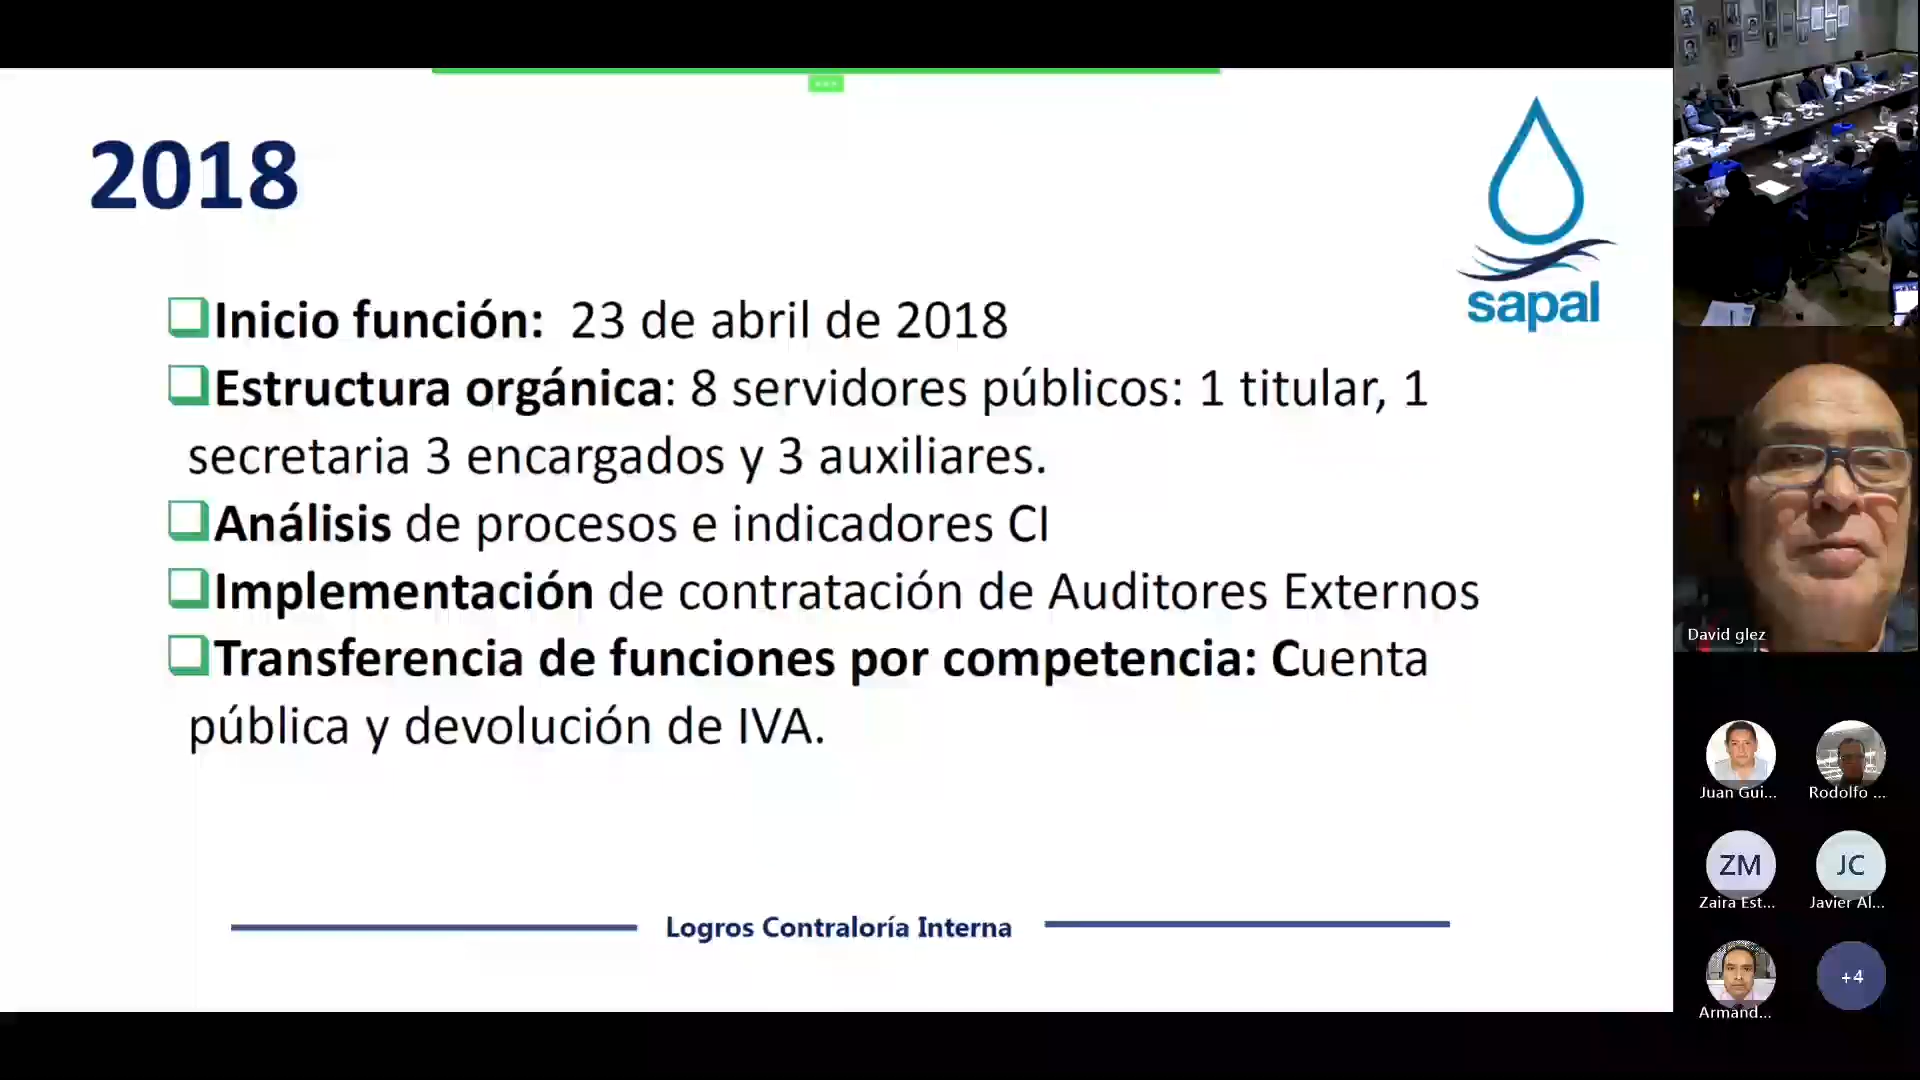 2018
sapal
Inicio función: 23 de abril de 2018
Estructura orgánica: 8 servidores públicos: 1 titular, 1
secretaria 3 encargados y 3 auxiliares.
Análisis de procesos e indicadores CI
Implementación de contratación de Auditores Externos
Transferencia de funciones por competencia: Cuenta
pública y devolución de IVA.
Logros Contraloría Interna
David glez
Juan Gui...
Rodolfo ...
ZM
JC
Zaira Est...
Javier Al...
+4
Armand...